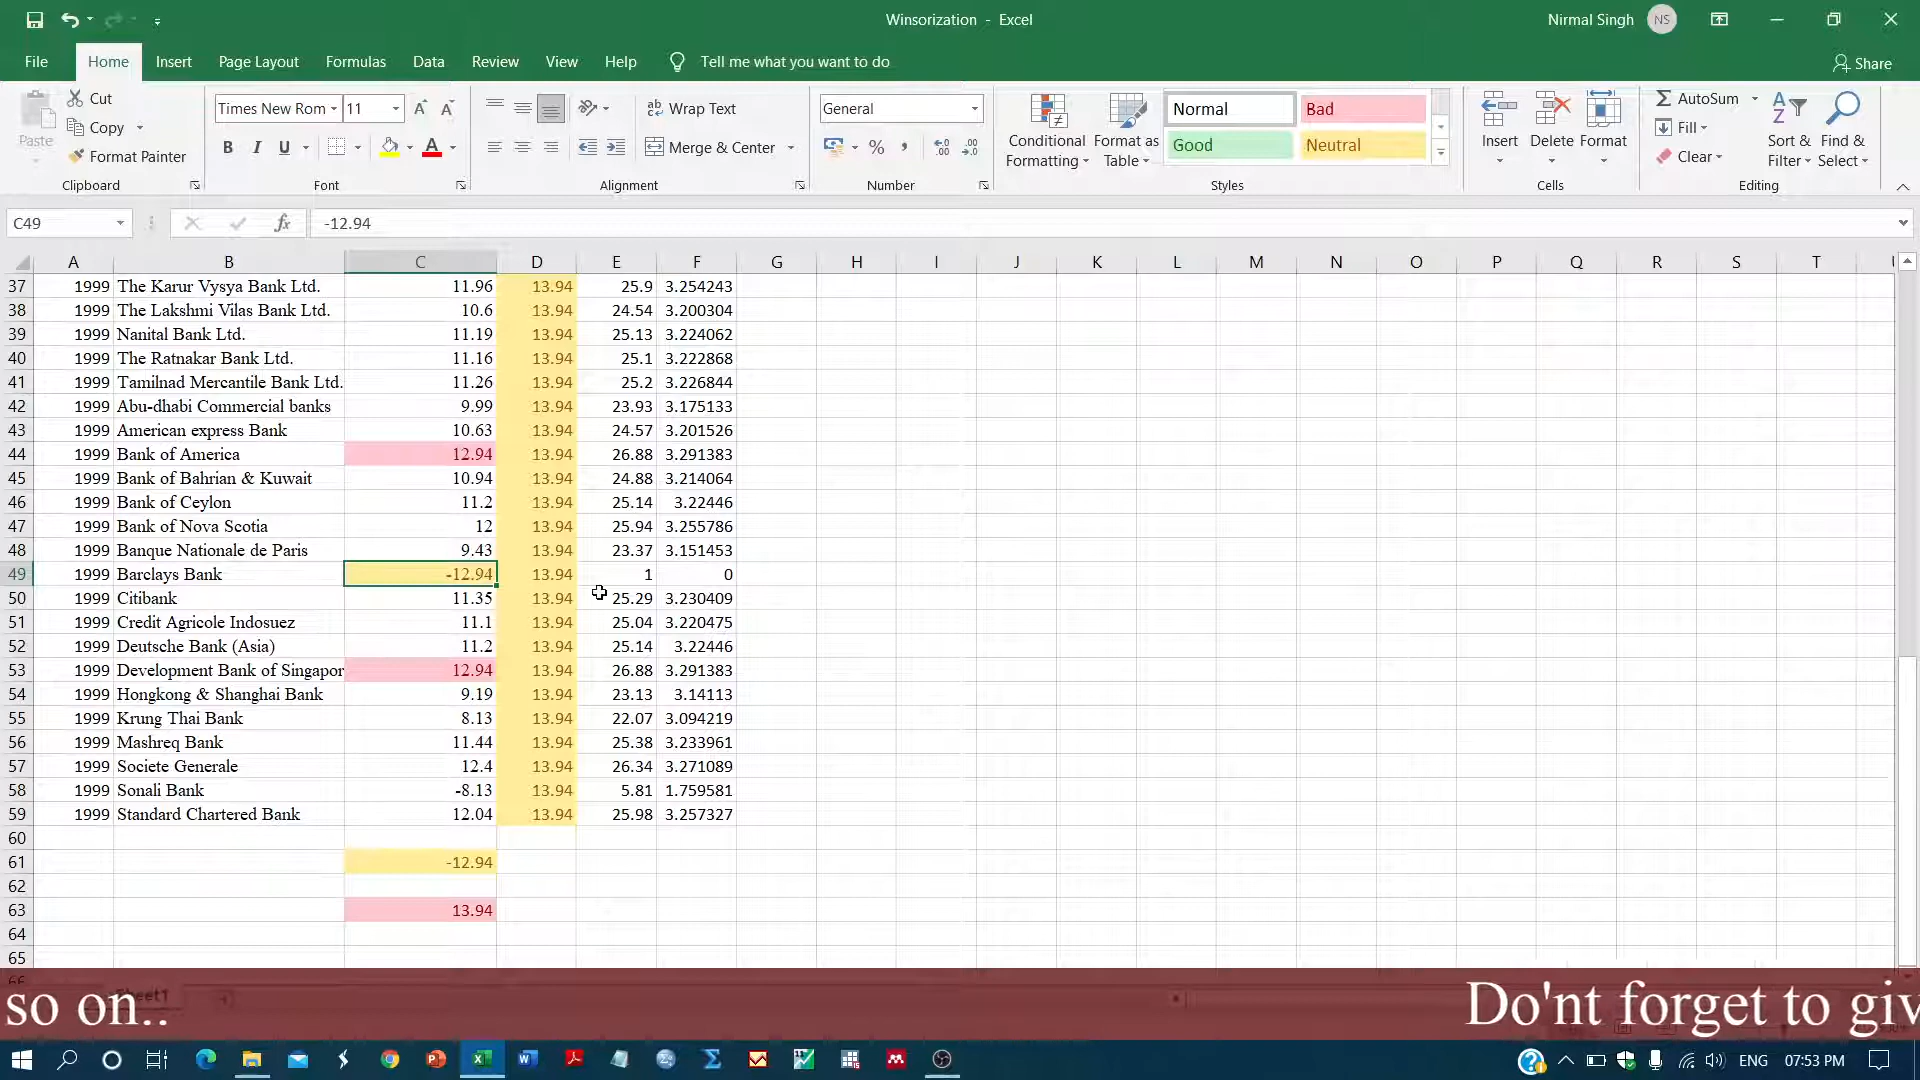 Winsorization - Excel
Nirmal Singh NS
File Home Insert Page Layout Formulas Data Review View Help Tell me what you want to do Share
Paste
Cut
Copy
Format Painter
Clipboard
Times New Rom 11
B I U
Font
Wrap Text
Merge & Center
Alignment
General
Number
Conditional Formatting
Format as Table
Normal Bad
Good Neutral
Styles
Insert Delete Format
Cells
AutoSum
Fill
Clear
Sort & Filter
Find & Select
Editing
C49 fx -12.94
A B C D E F G H I J K L M N O P Q R S T
37 1999 The Karur Vysya Bank Ltd. 11.96 13.94 25.9 3.254243
38 1999 The Lakshmi Vilas Bank Ltd. 10.6 13.94 24.54 3.200304
39 1999 Nanital Bank Ltd. 11.19 13.94 25.13 3.224062
40 1999 The Ratnakar Bank Ltd. 11.16 13.94 25.1 3.222868
41 1999 Tamilnad Mercantile Bank Ltd. 11.26 13.94 25.2 3.226844
42 1999 Abu-dhabi Commercial banks 9.99 13.94 23.93 3.175133
43 1999 American express Bank 10.63 13.94 24.57 3.201526
44 1999 Bank of America 12.94 13.94 26.88 3.291383
45 1999 Bank of Bahrian & Kuwait 10.94 13.94 24.88 3.214064
46 1999 Bank of Ceylon 11.2 13.94 25.14 3.22446
47 1999 Bank of Nova Scotia 12 13.94 25.94 3.255786
48 1999 Banque Nationale de Paris 9.43 13.94 23.37 3.151453
49 1999 Barclays Bank -12.94 13.94 1 0
50 1999 Citibank 11.35 13.94 25.29 3.230409
51 1999 Credit Agricole Indosuez 11.1 13.94 25.04 3.220475
52 1999 Deutsche Bank (Asia) 11.2 13.94 25.14 3.22446
53 1999 Development Bank of Singapor 12.94 13.94 26.88 3.291383
54 1999 Hongkong & Shanghai Bank 9.19 13.94 23.13 3.14113
55 1999 Krung Thai Bank 8.13 13.94 22.07 3.094219
56 1999 Mashreq Bank 11.44 13.94 25.38 3.233961
57 1999 Societe Generale 12.4 13.94 26.34 3.271089
58 1999 Sonali Bank -8.13 13.94 5.81 1.759581
59 1999 Standard Chartered Bank 12.04 13.94 25.98 3.257327
60
61 -12.94
62
63 13.94
64
65
Sheet1
so on.. Do'nt forget to giv
ENG 07:53 PM